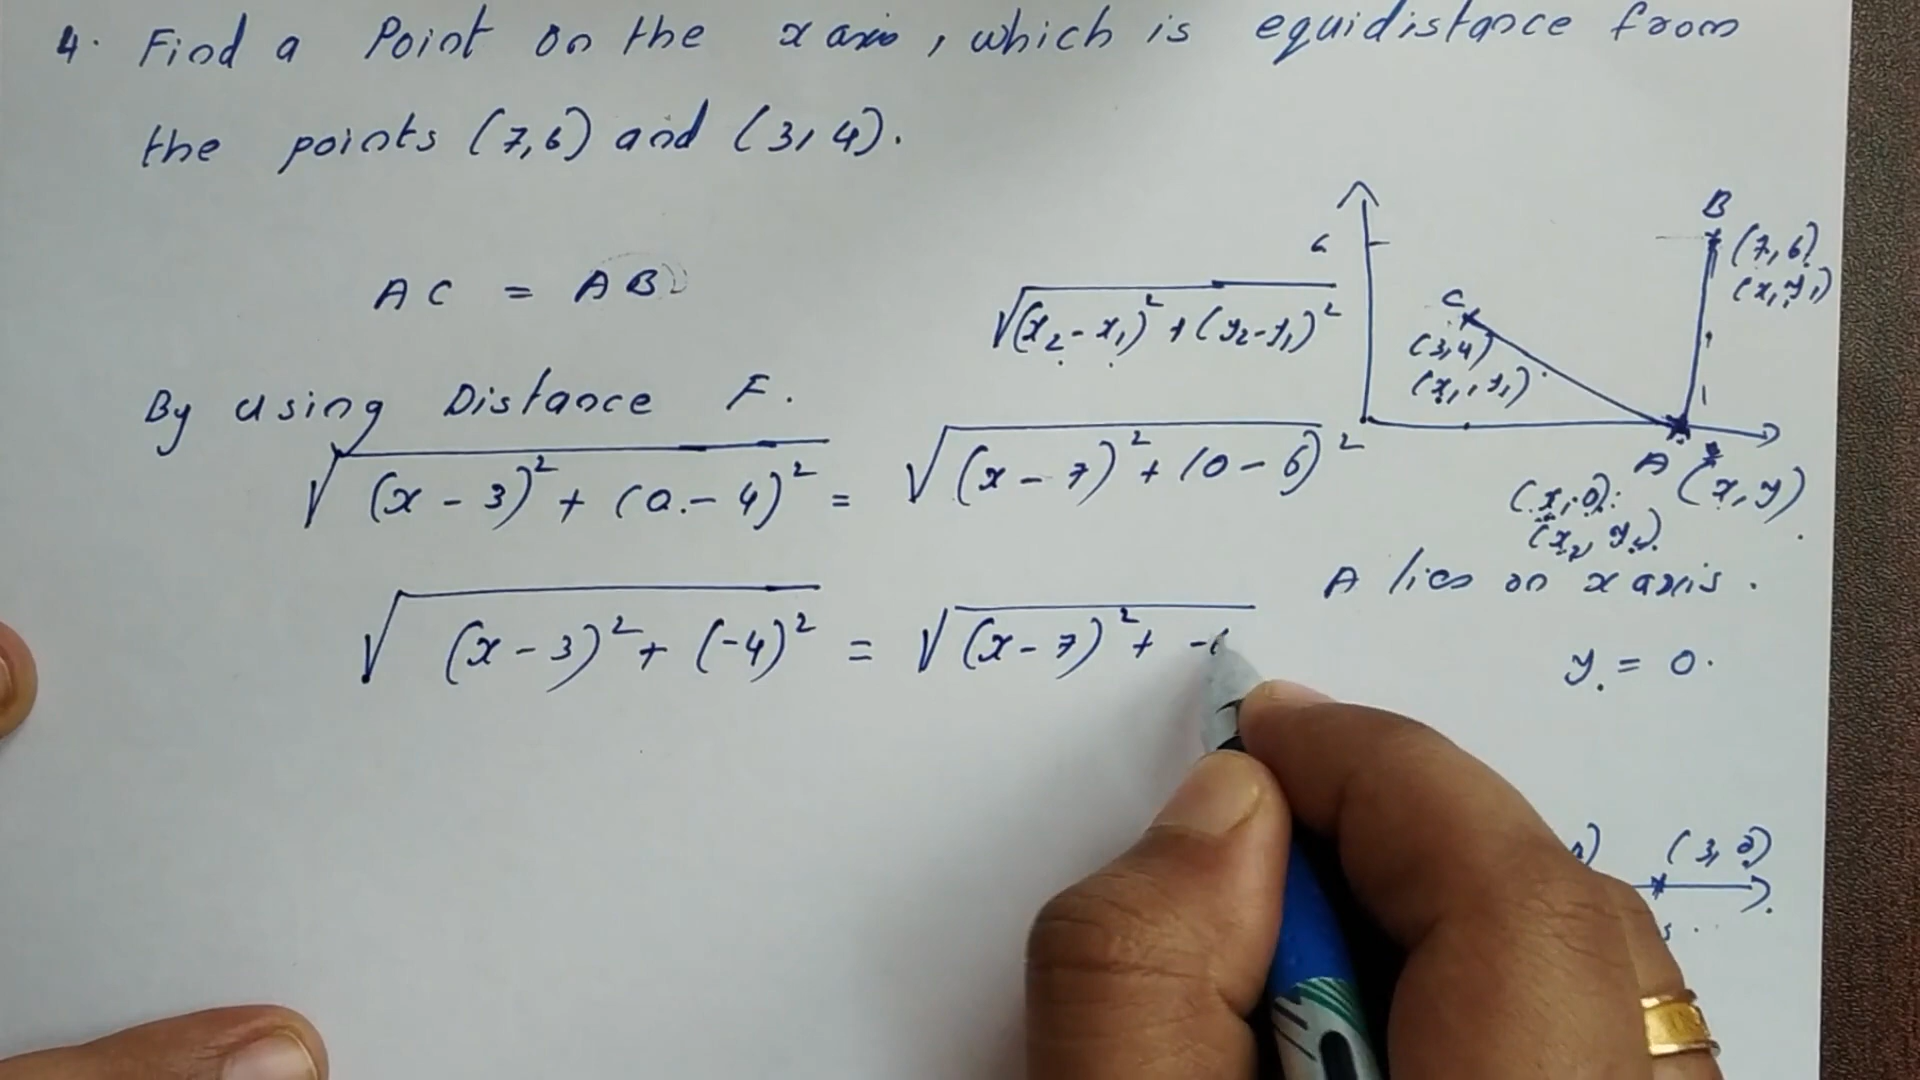 4. Find a Point on the x axis, which is equidistance from
the points (7,6) and (3,4).
AC = AB
By using Distance F.
√(x - 3)² + (0 - 4)² = √(x - 7)² + (0 - 6)²
√(x - 3)² + (-4)² = √(x - 7)² + -6
√(x₂ - x₁)² + (y₂ - y₁)²
6
B
(7,6)
(x₁ y₁)
C
(3,4)
(x₁, y₁)
A (x, y)
(x, 0)
(x₂, y₂)
A lies on x axis.
y = 0.
(3, 0)